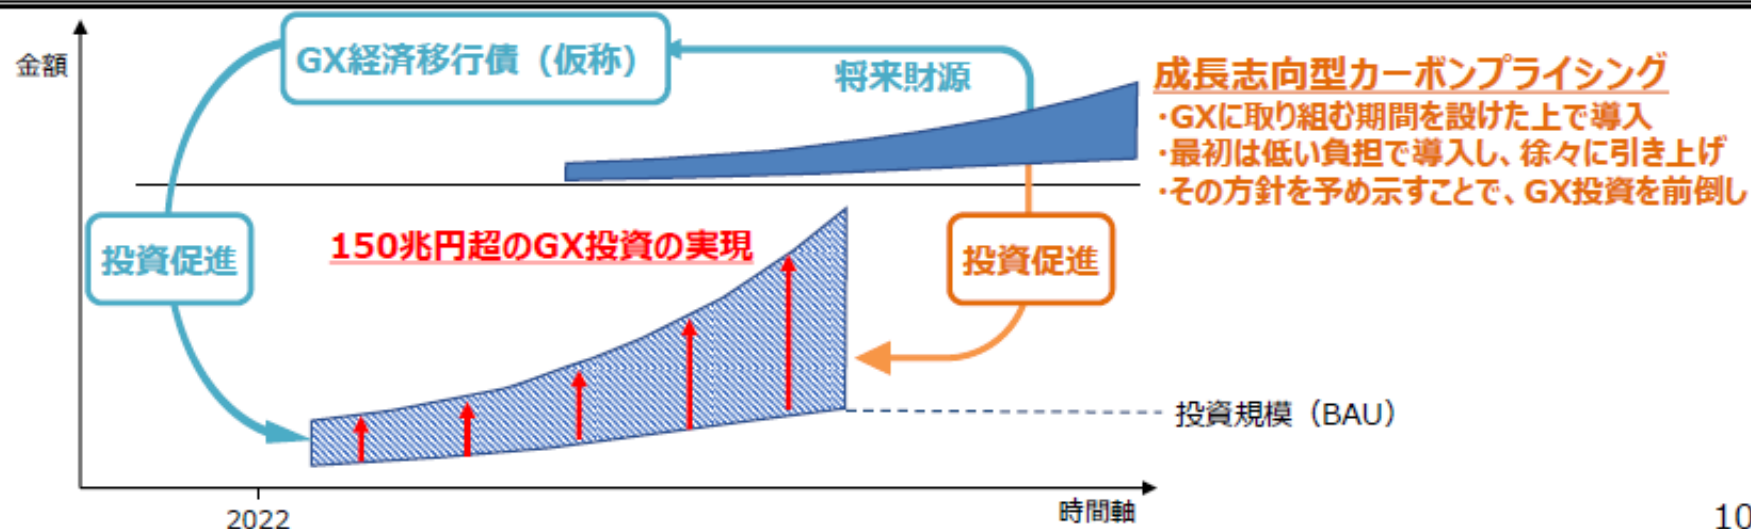 金額
GX経済移行債（仮称）
将来財源
成長志向型カーボンプライシング
・GXに取り組む期間を設けた上で導入
・最初は低い負担で導入し、徐々に引き上げ
・その方針を予め示すことで、GX投資を前倒し
投資促進
150兆円超のGX投資の実現
投資促進
投資規模（BAU）
2022
時間軸
10